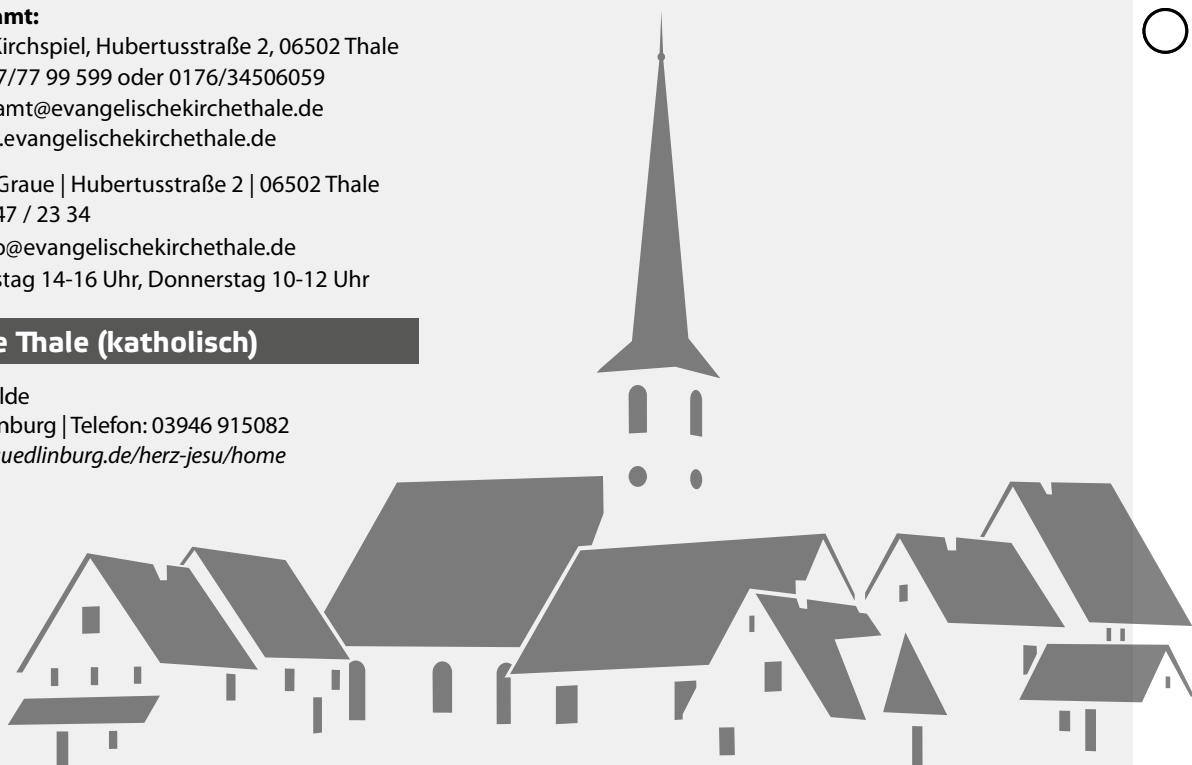 amt:
Kirchspiel, Hubertusstraße 2, 06502 Thale
7/77 99 599 oder 0176/34506059
amt@evangelischekirchethale.de
.evangelischekirchethale.de
Graue | Hubertusstraße 2 | 06502 Thale
47 / 23 34
o@evangelischekirchethale.de
stag 14-16 Uhr, Donnerstag 10-12 Uhr
e Thale (katholisch)
lde
nburg | Telefon: 03946 915082
uedlinburg.de/herz-jesu/home